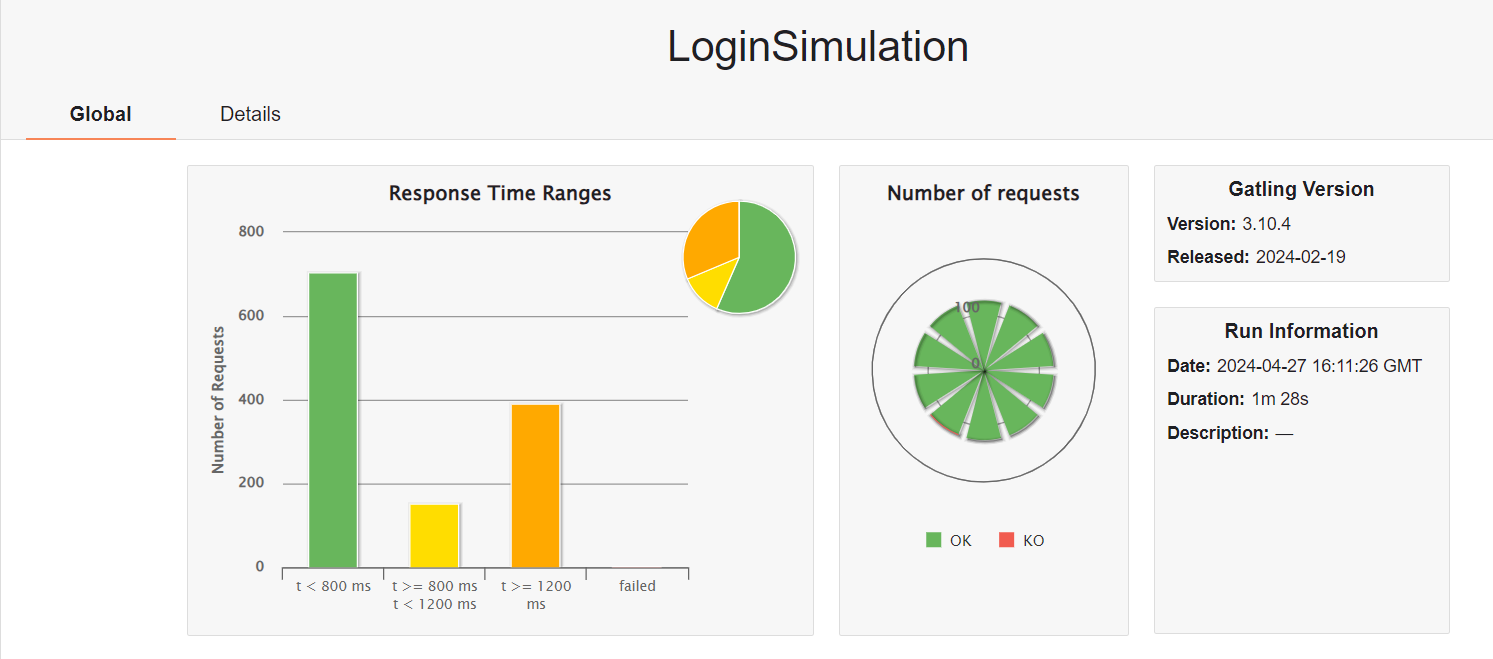 LoginSimulation
Global
Details
Response Time Ranges
800
600
400
200
0
Number of Requests
t < 800 ms
t >= 800 ms
t < 1200 ms
t >= 1200
ms
failed
Number of requests
100
0
OK
KO
Gatling Version
Version: 3.10.4
Released: 2024-02-19
Run Information
Date: 2024-04-27 16:11:26 GMT
Duration: 1m 28s
Description: —